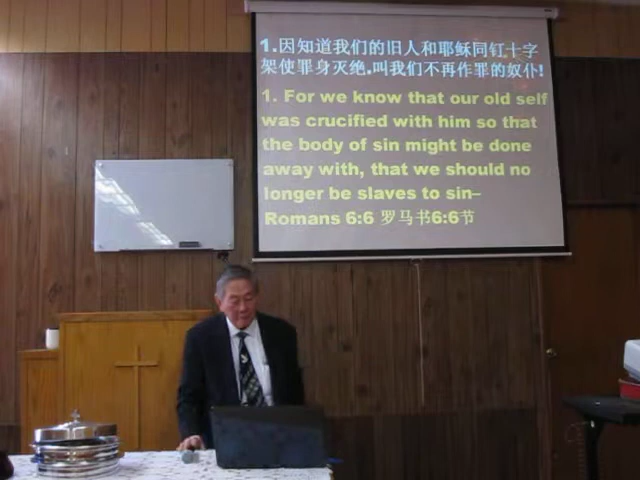 1.因知道我们的旧人和耶稣同钉十字
架使罪身灭绝.叫我们不再作罪的奴仆!
1. For we know that our old self
was crucified with him so that
the body of sin might be done
away with, that we should no
longer be slaves to sin–
Romans 6:6 罗马书6:6节